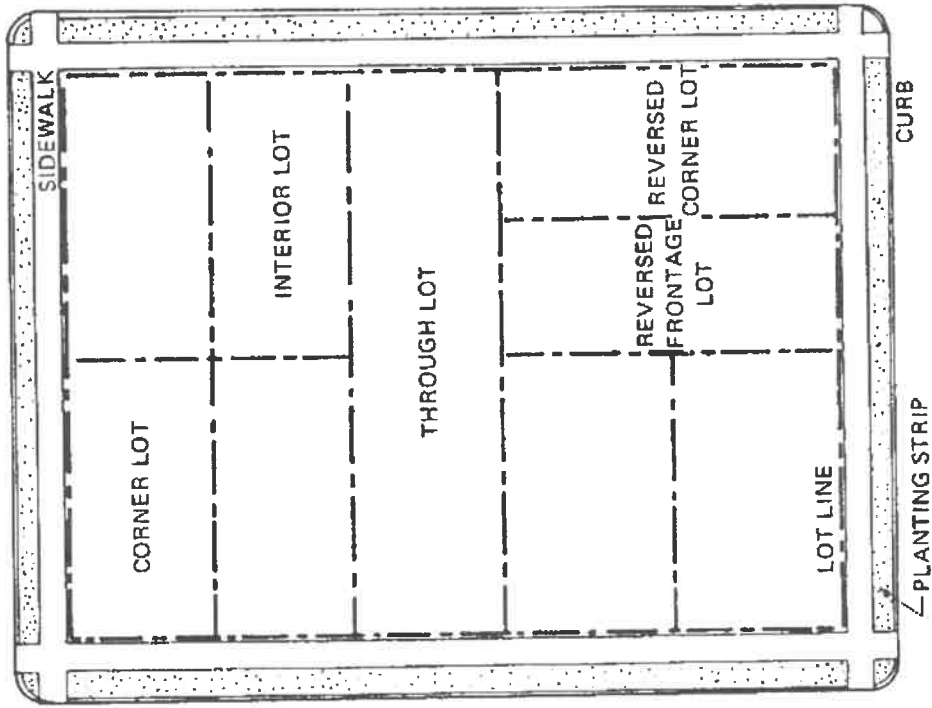 SIDEWALK
CORNER LOT
INTERIOR LOT
THROUGH LOT
REVERSED
FRONTAGE
LOT
REVERSED
CORNER LOT
LOT LINE
PLANTING STRIP
CURB